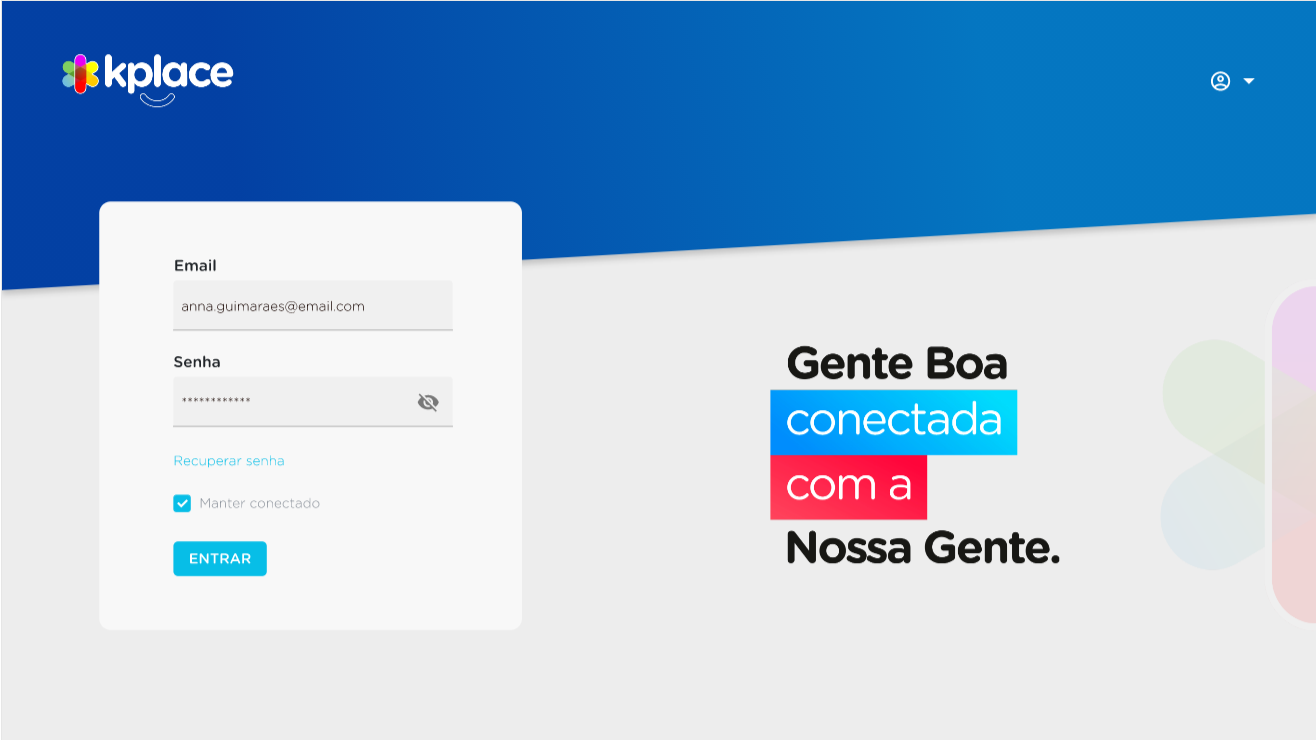 kplace
Email
anna.guimaraes@email.com
Senha
************
Recuperar senha
Manter conectado
ENTRAR
Gente Boa
conectada
com a
Nossa Gente.